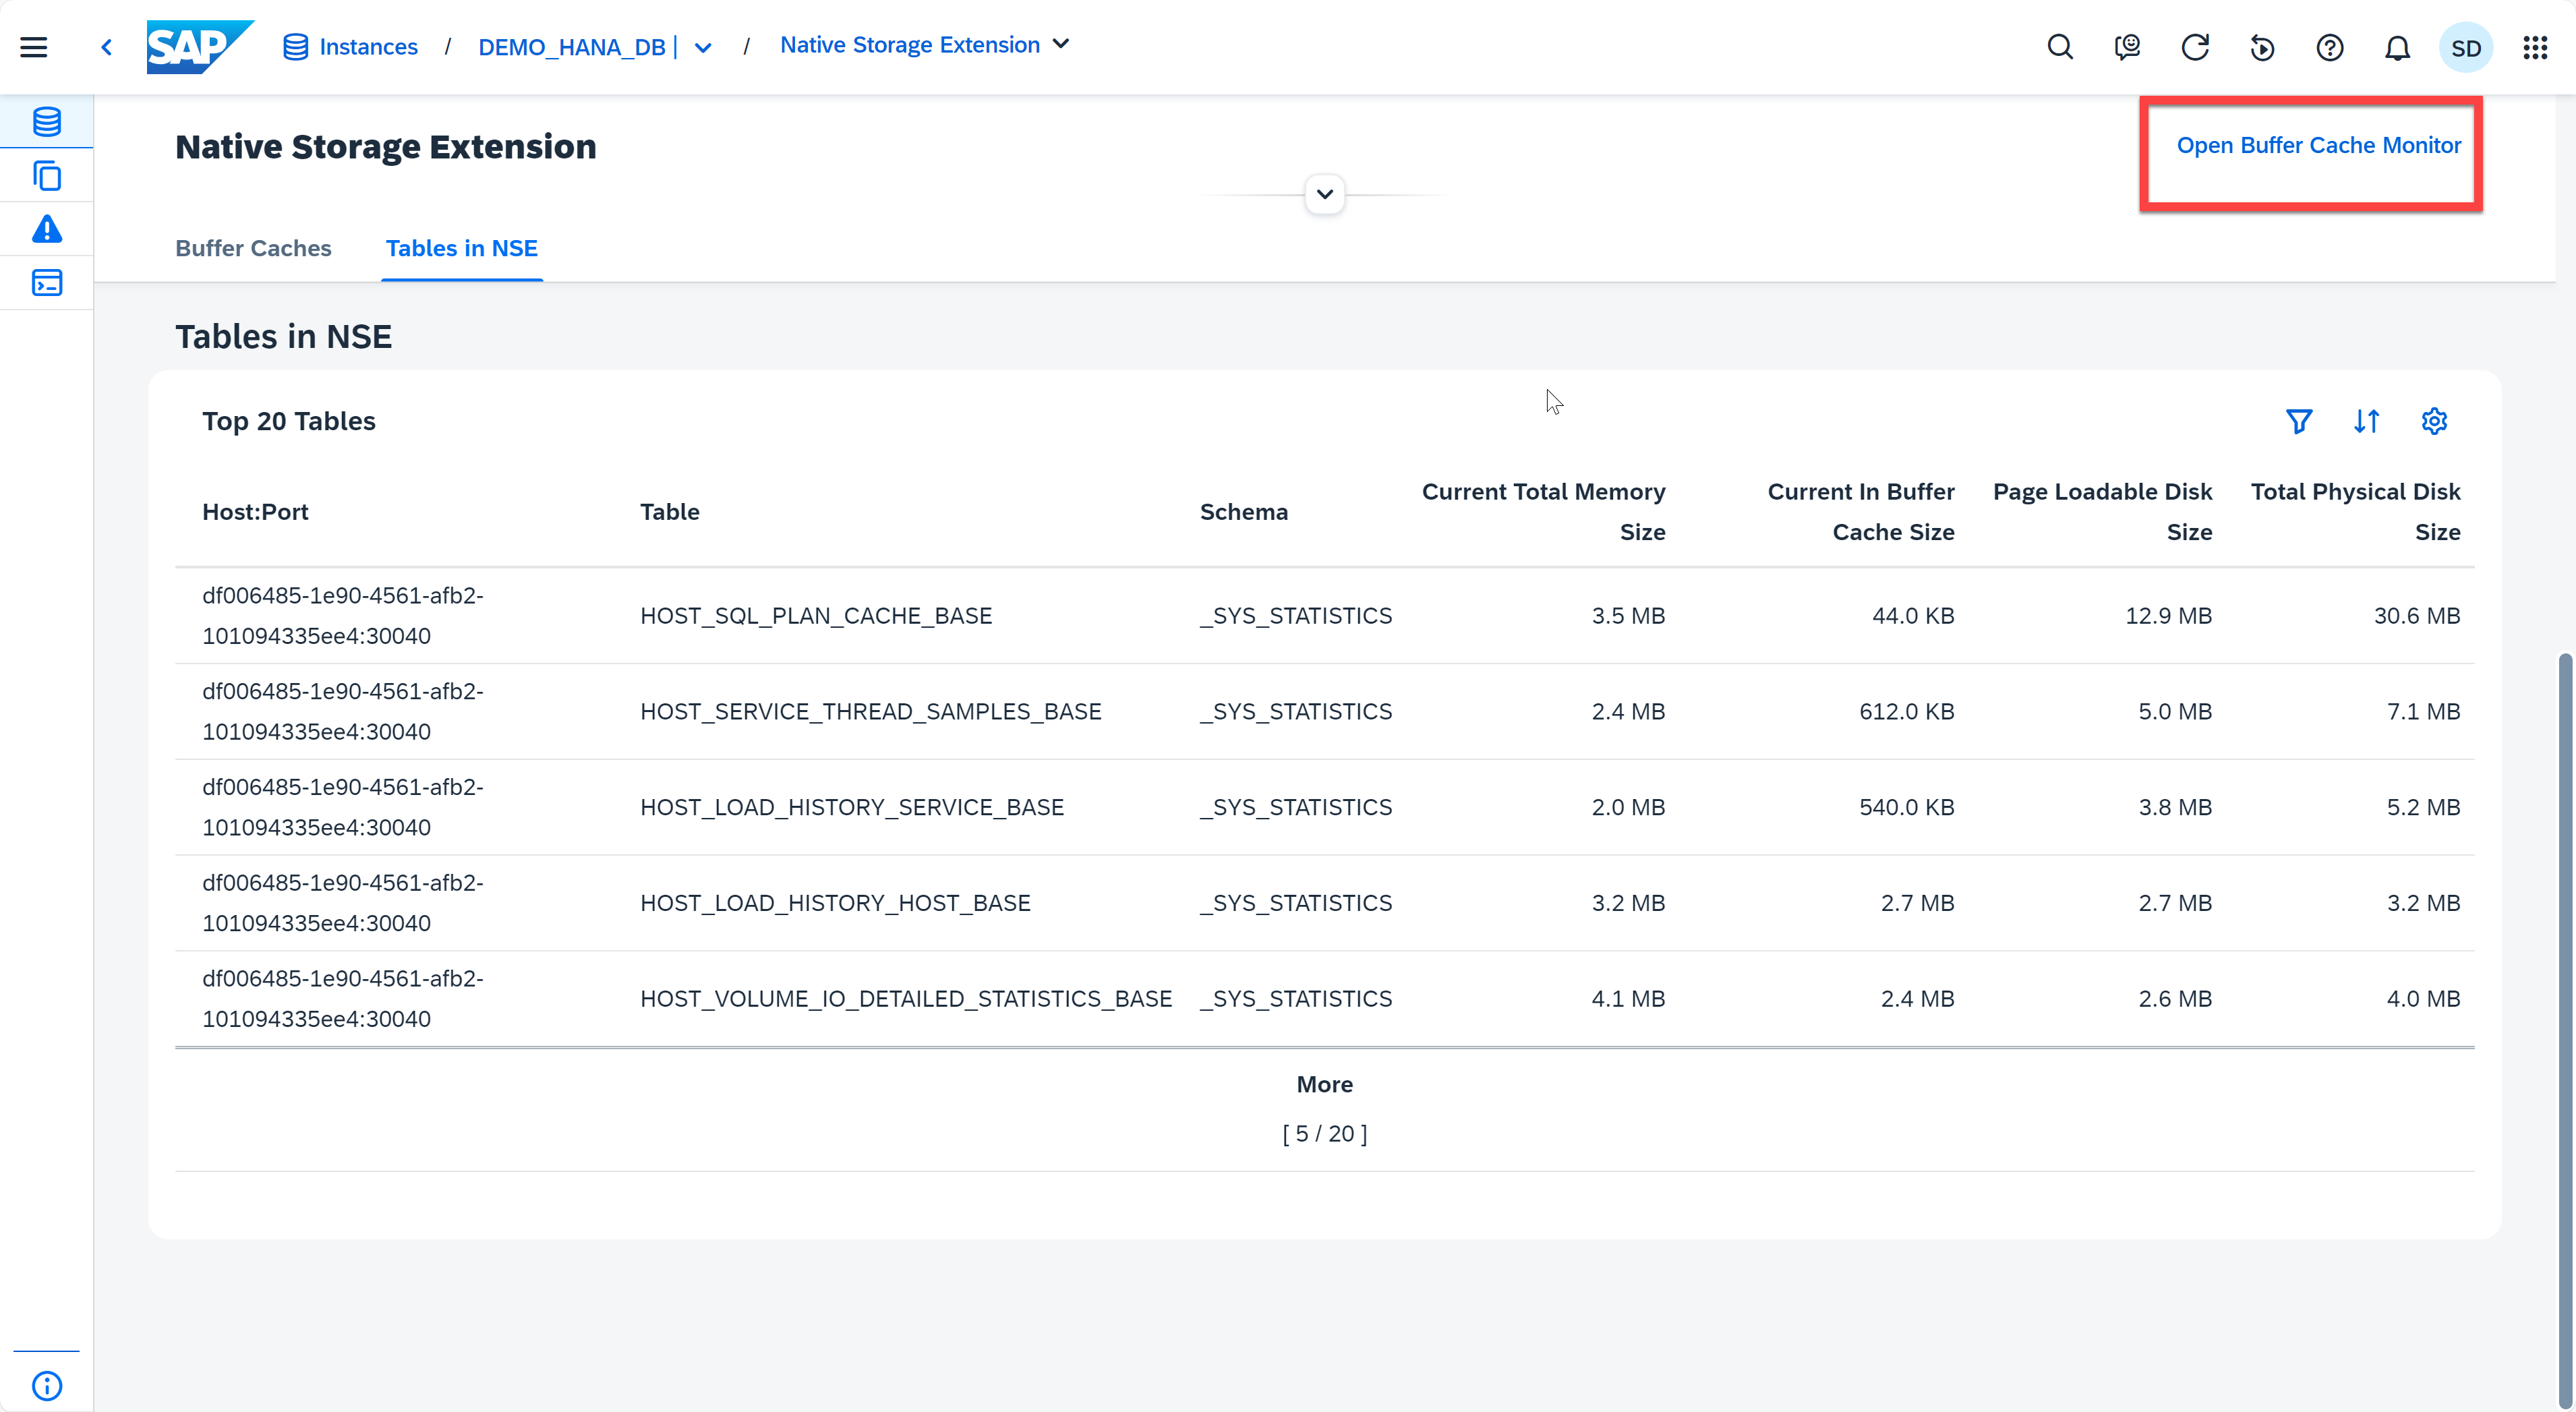 SAP Instances / DEMO_HANA_DB | / Native Storage Extension SD
Native Storage Extension
Open Buffer Cache Monitor
Buffer Caches Tables in NSE
Tables in NSE
Top 20 Tables
Host:Port Table Schema Current Total Memory Size Current In Buffer Cache Size Page Loadable Disk Size Total Physical Disk Size
df006485-1e90-4561-afb2-
101094335ee4:30040 HOST_SQL_PLAN_CACHE_BASE _SYS_STATISTICS 3.5 MB 44.0 KB 12.9 MB 30.6 MB
df006485-1e90-4561-afb2-
101094335ee4:30040 HOST_SERVICE_THREAD_SAMPLES_BASE _SYS_STATISTICS 2.4 MB 612.0 KB 5.0 MB 7.1 MB
df006485-1e90-4561-afb2-
101094335ee4:30040 HOST_LOAD_HISTORY_SERVICE_BASE _SYS_STATISTICS 2.0 MB 540.0 KB 3.8 MB 5.2 MB
df006485-1e90-4561-afb2-
101094335ee4:30040 HOST_LOAD_HISTORY_HOST_BASE _SYS_STATISTICS 3.2 MB 2.7 MB 2.7 MB 3.2 MB
df006485-1e90-4561-afb2-
101094335ee4:30040 HOST_VOLUME_IO_DETAILED_STATISTICS_BASE _SYS_STATISTICS 4.1 MB 2.4 MB 2.6 MB 4.0 MB
More
[ 5 / 20 ]